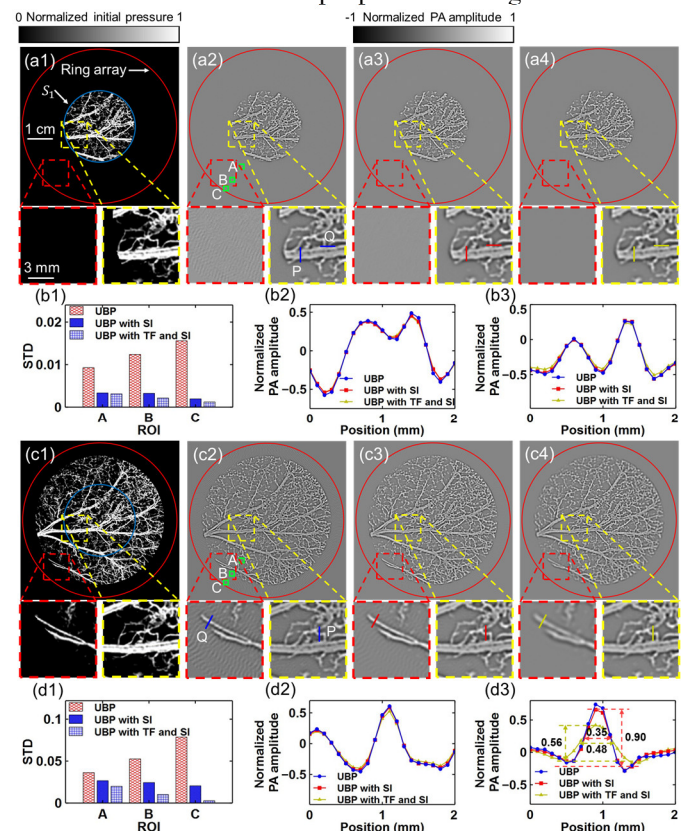 0 Normalized initial pressure 1
-1 Normalized PA amplitude 1
(a1) (a2) (a3) (a4)
Ring array
S₁
1 cm
A
B
C
Q
P
3 mm
(b1) (b2) (b3)
0.02
0.01
0
STD
UBP
UBP with SI
UBP with TF and SI
A B C
ROI
0.5
0
−0.5
Normalized
PA amplitude
UBP
UBP with SI
UBP with TF and SI
0 1 2
Position (mm)
0.5
0
−0.5
Normalized
PA amplitude
UBP
UBP with SI
UBP with TF and SI
0 1 2
Position (mm)
(c1) (c2) (c3) (c4)
A
B
C
Q
P
(d1) (d2) (d3)
0.1
0.05
0
STD
UBP
UBP with SI
UBP with TF and SI
A B C
ROI
0.5
0
−0.5
Normalized
PA amplitude
UBP
UBP with SI
UBP with TF and SI
0 1 2
Position (mm)
0.5
0
−0.5
Normalized
PA amplitude
0.56
0.35
0.48
0.90
UBP
UBP with SI
UBP with TF and SI
0 1 2
Position (mm)